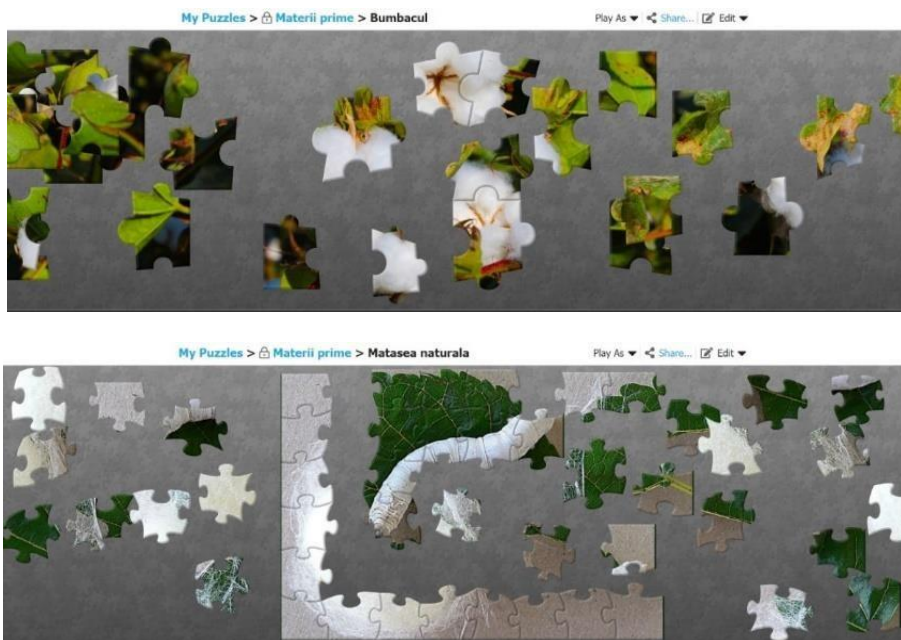 My Puzzles > Materii prime > Bumbacul Play As Share... Edit
My Puzzles > Materii prime > Matasea naturala Play As Share... Edit